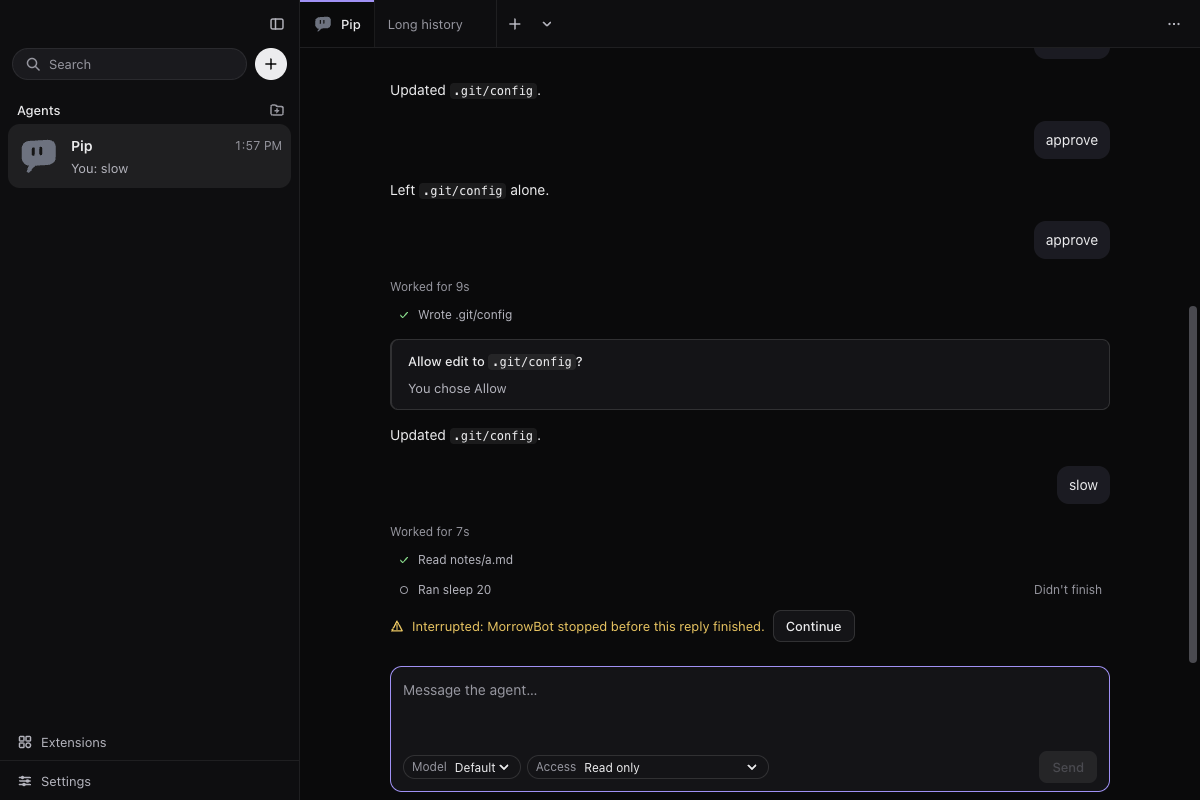 Pip
Long history
Search
Agents
Pip
1:57 PM
You: slow
Updated .git/config.
approve
Left .git/config alone.
approve
Worked for 9s
Wrote .git/config
Allow edit to .git/config?
You chose Allow
Updated .git/config.
slow
Worked for 7s
Read notes/a.md
Ran sleep 20
Didn't finish
Interrupted: MorrowBot stopped before this reply finished.
Continue
Message the agent...
Model Default
Access Read only
Send
Extensions
Settings